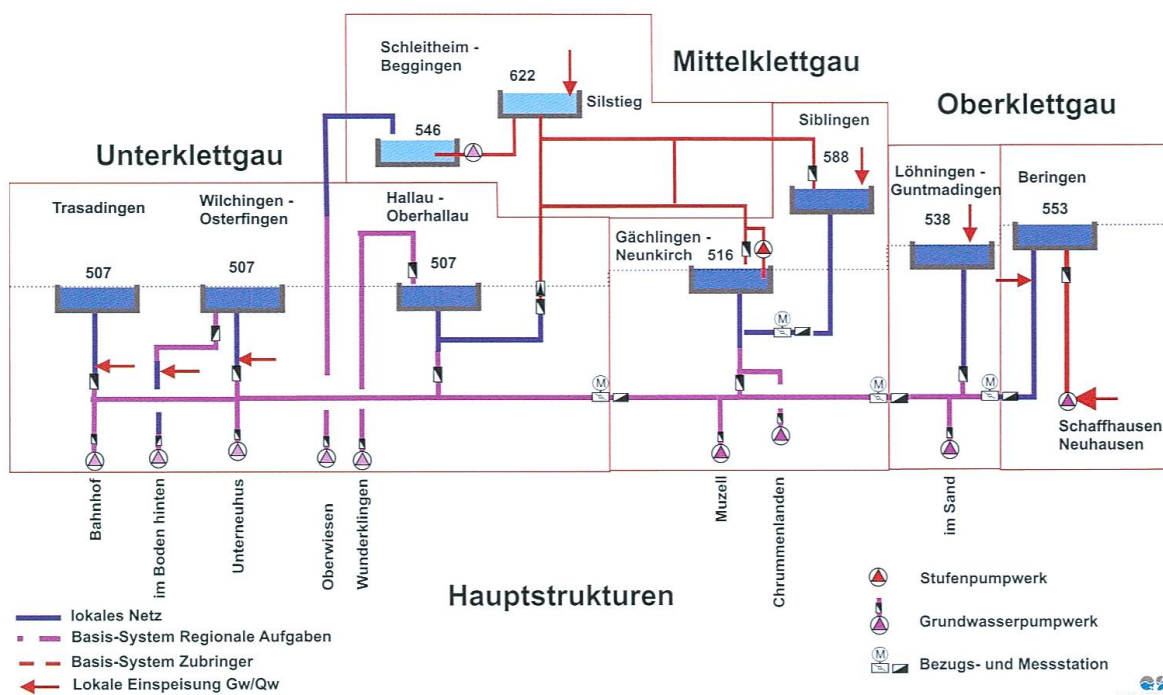 Schleitheim -
Beggingen
622
Silstieg
546
Mittelklettgau
Siblingen
588
Oberklettgau
Unterklettgau
Trasadingen
507
Wilchingen -
Osterfingen
507
Hallau -
Oberhallau
507
Gächlingen -
Neunkirch
516
Löhningen -
Guntmadingen
538
Beringen
553
M
M
M
M
Schaffhausen
Neuhausen
Bahnhof
im Boden hinten
Unterneuhus
Oberwiesen
Wunderklingen
Muzell
Chrummenlanden
im Sand
Hauptstrukturen
lokales Netz
Basis-System Regionale Aufgaben
Basis-System Zubringer
Lokale Einspeisung Gw/Qw
Stufenpumpwerk
Grundwasserpumpwerk
M
Bezugs- und Messstation